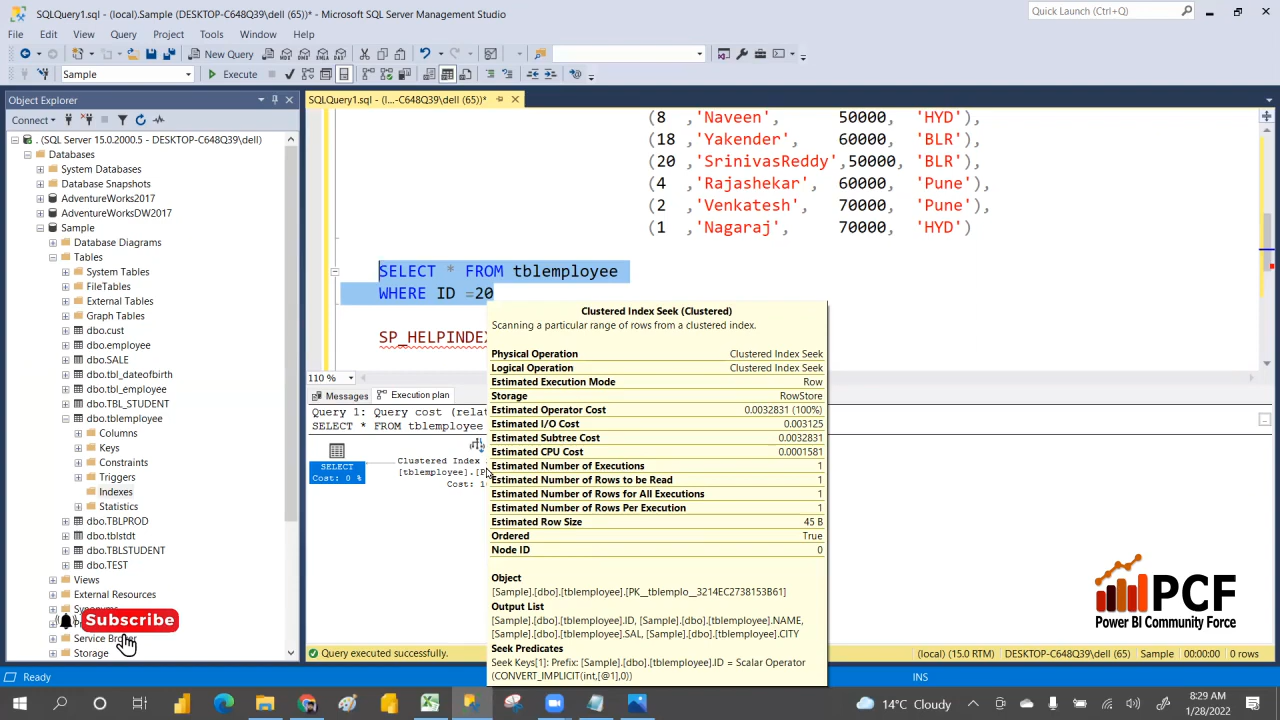 SQLQuery1.sql - (local).Sample (DESKTOP-C648Q39\dell (65))* - Microsoft SQL Server Management Studio
Quick Launch (Ctrl+Q)
File Edit View Query Project Tools Window Help
New Query
MDX DMX XMLA DAX
Sample Execute
Object Explorer
SQLQuery1.sql - (l...-C648Q39\dell (65))*
Connect
. (SQL Server 15.0.2000.5 - DESKTOP-C648Q39\dell)
Databases
System Databases
Database Snapshots
AdventureWorks2017
AdventureWorksDW2017
Sample
Database Diagrams
Tables
System Tables
FileTables
External Tables
Graph Tables
dbo.cust
dbo.employee
dbo.SALE
dbo.tbl_dateofbirth
dbo.tbl_employee
dbo.TBL_STUDENT
dbo.tblemployee
Columns
Keys
Constraints
Triggers
Indexes
Statistics
dbo.TBLPROD
dbo.tblstdt
dbo.TBLSTUDENT
dbo.TEST
Views
External Resources
Subscribe
Storage
(8 ,'Naveen', 50000, 'HYD'),
(18 ,'Yakender', 60000, 'BLR'),
(20 ,'SrinivasReddy',50000, 'BLR'),
(4 ,'Rajashekar', 60000, 'Pune'),
(2 ,'Venkatesh', 70000, 'Pune'),
(1 ,'Nagaraj', 70000, 'HYD')
SELECT * FROM tblemployee
WHERE ID =20
SP_HELPINDEX
110 %
Messages Execution plan
Query 1: Query cost (rela
SELECT * FROM tblemployee
SELECT
Cost: 0 %
Clustered Index
[tblemployee].[P
Cost: 1
Clustered Index Seek (Clustered)
Scanning a particular range of rows from a clustered index.
Physical Operation Clustered Index Seek
Logical Operation Clustered Index Seek
Estimated Execution Mode Row
Storage RowStore
Estimated Operator Cost 0.0032831 (100%)
Estimated I/O Cost 0.003125
Estimated Subtree Cost 0.0032831
Estimated CPU Cost 0.0001581
Estimated Number of Executions 1
Estimated Number of Rows to be Read 1
Estimated Number of Rows for All Executions 1
Estimated Number of Rows Per Execution 1
Estimated Row Size 45 B
Ordered True
Node ID 0
Object
[Sample].[dbo].[tblemployee].[PK__tblemplo__3214EC2738153B61]
Output List
[Sample].[dbo].[tblemployee].ID, [Sample].[dbo].[tblemployee].NAME,
[Sample].[dbo].[tblemployee].SAL, [Sample].[dbo].[tblemployee].CITY
Seek Predicates
Seek Keys[1]: Prefix: [Sample].[dbo].[tblemployee].ID = Scalar Operator
(CONVERT_IMPLICIT(int,[@1],0))
PCF
Power BI Community Force
Query executed successfully.
(local) (15.0 RTM) DESKTOP-C648Q39\dell (65) Sample 00:00:00 0 rows
Ready INS
14°C Cloudy
8:29 AM
1/28/2022